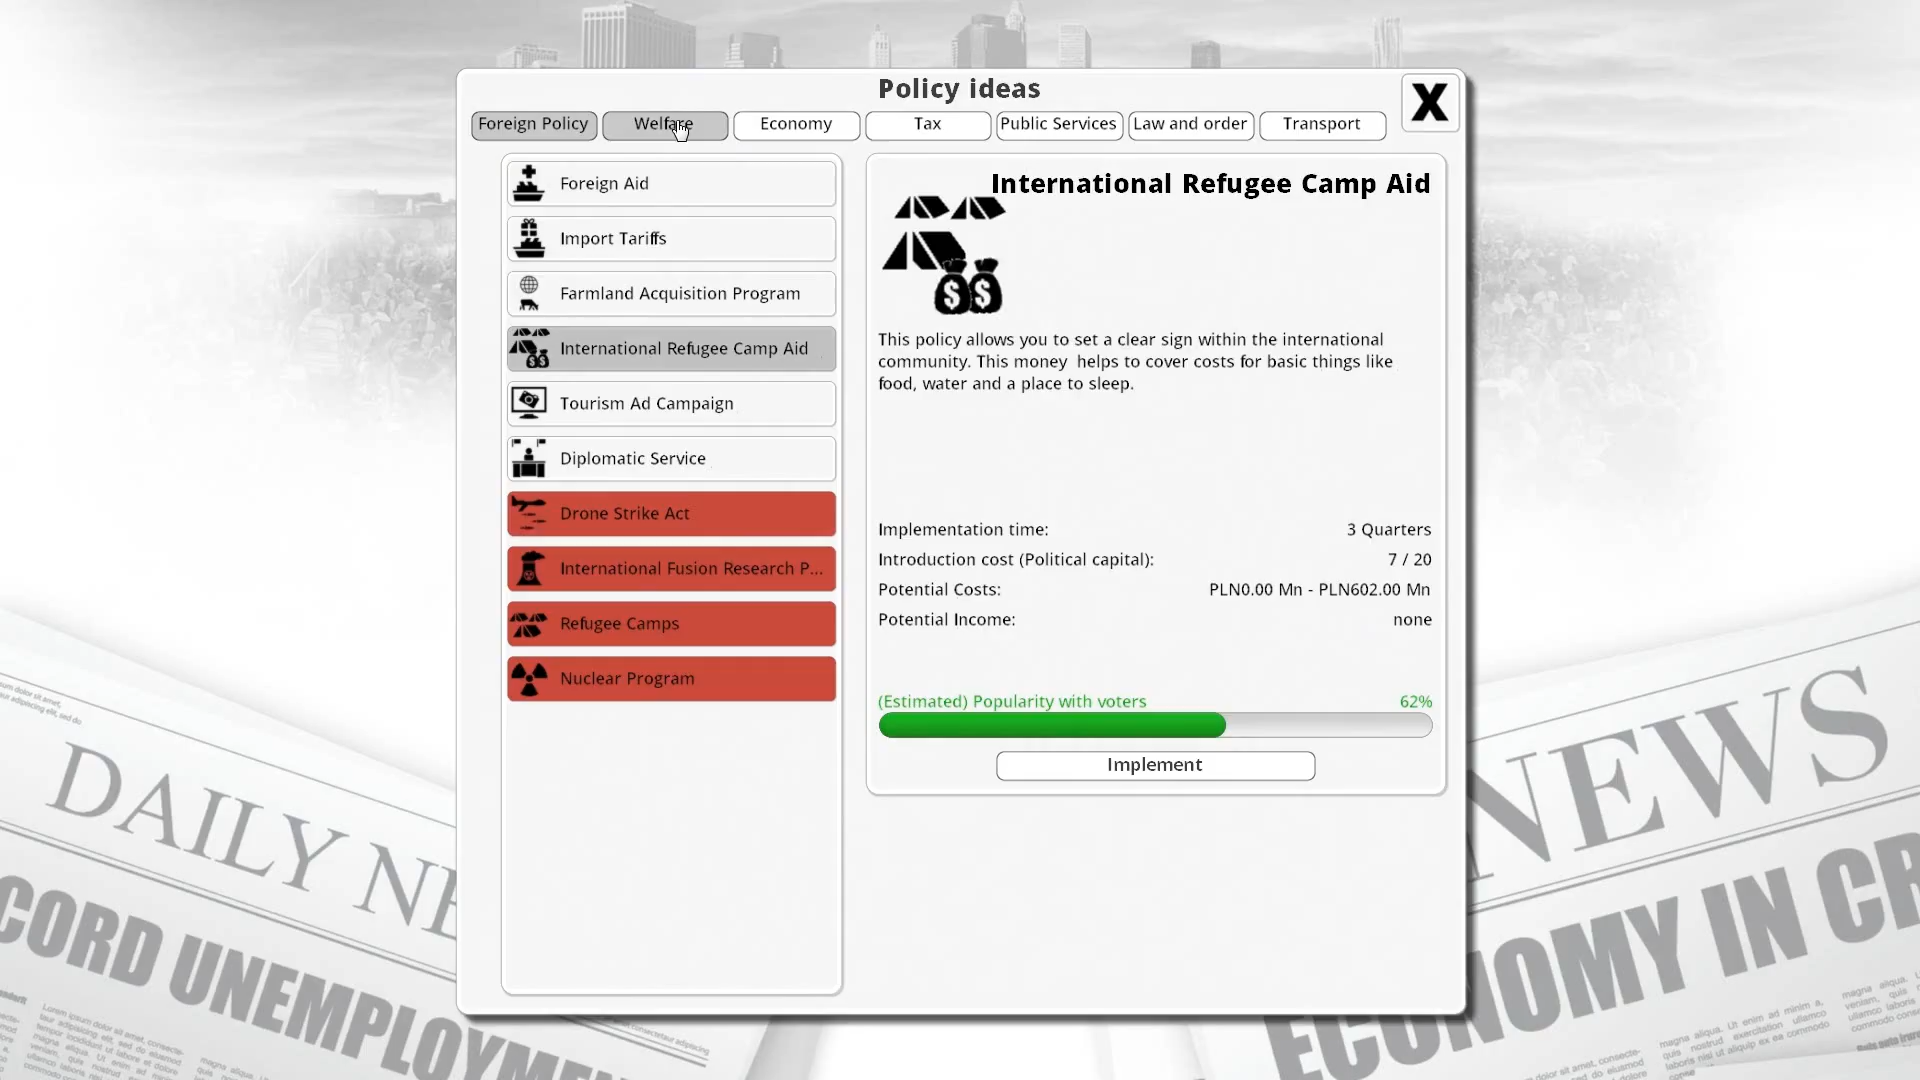 Policy ideas
X
Foreign Policy
Welfare
Economy
Tax
Public Services
Law and order
Transport
Foreign Aid
Import Tariffs
Farmland Acquisition Program
International Refugee Camp Aid
Tourism Ad Campaign
Diplomatic Service
Drone Strike Act
International Fusion Research P...
Refugee Camps
Nuclear Program
International Refugee Camp Aid
This policy allows you to set a clear sign within the international
community. This money  helps to cover costs for basic things like
food, water and a place to sleep.
Implementation time: 3 Quarters
Introduction cost (Political capital): 7 / 20
Potential Costs: PLN0.00 Mn - PLN602.00 Mn
Potential Income: none
(Estimated) Popularity with voters 62%
Implement
DAILY NE
CORD UNEMPLOYME
NEWS
ECONOMY IN CR